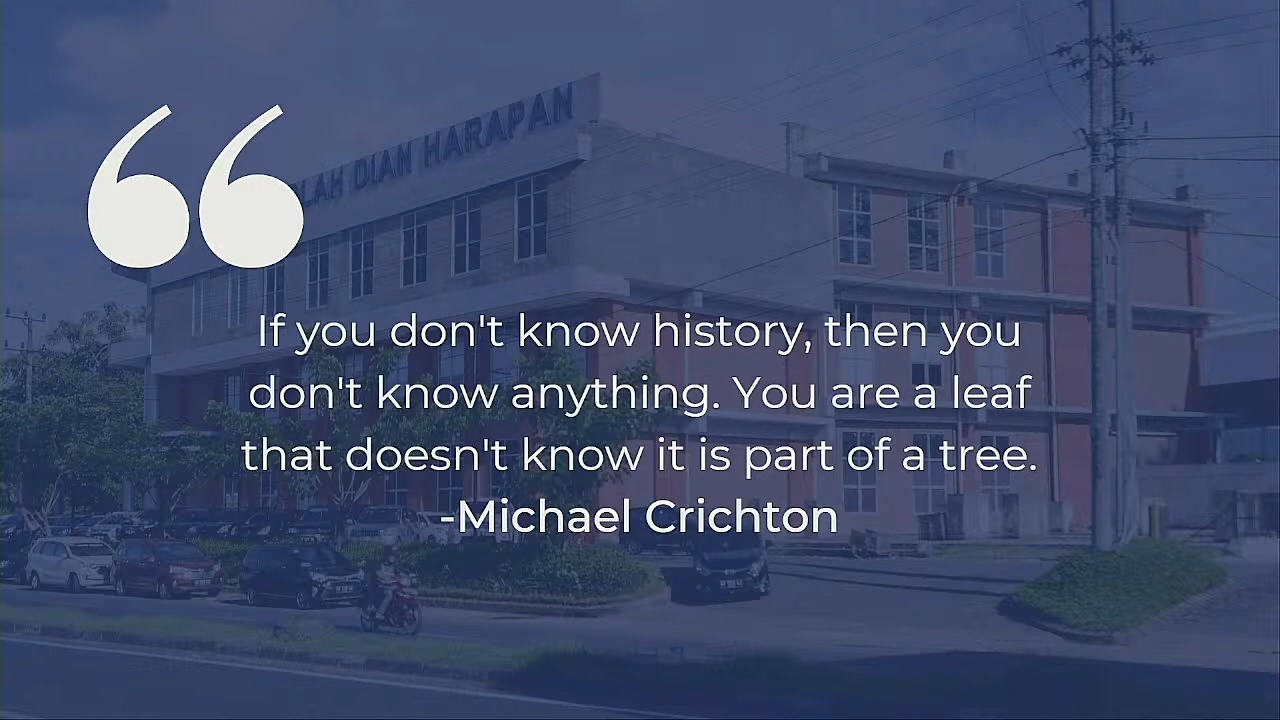 LAH DIAN HARAPAN
If you don't know history, then you
don't know anything. You are a leaf
that doesn't know it is part of a tree.
-Michael Crichton